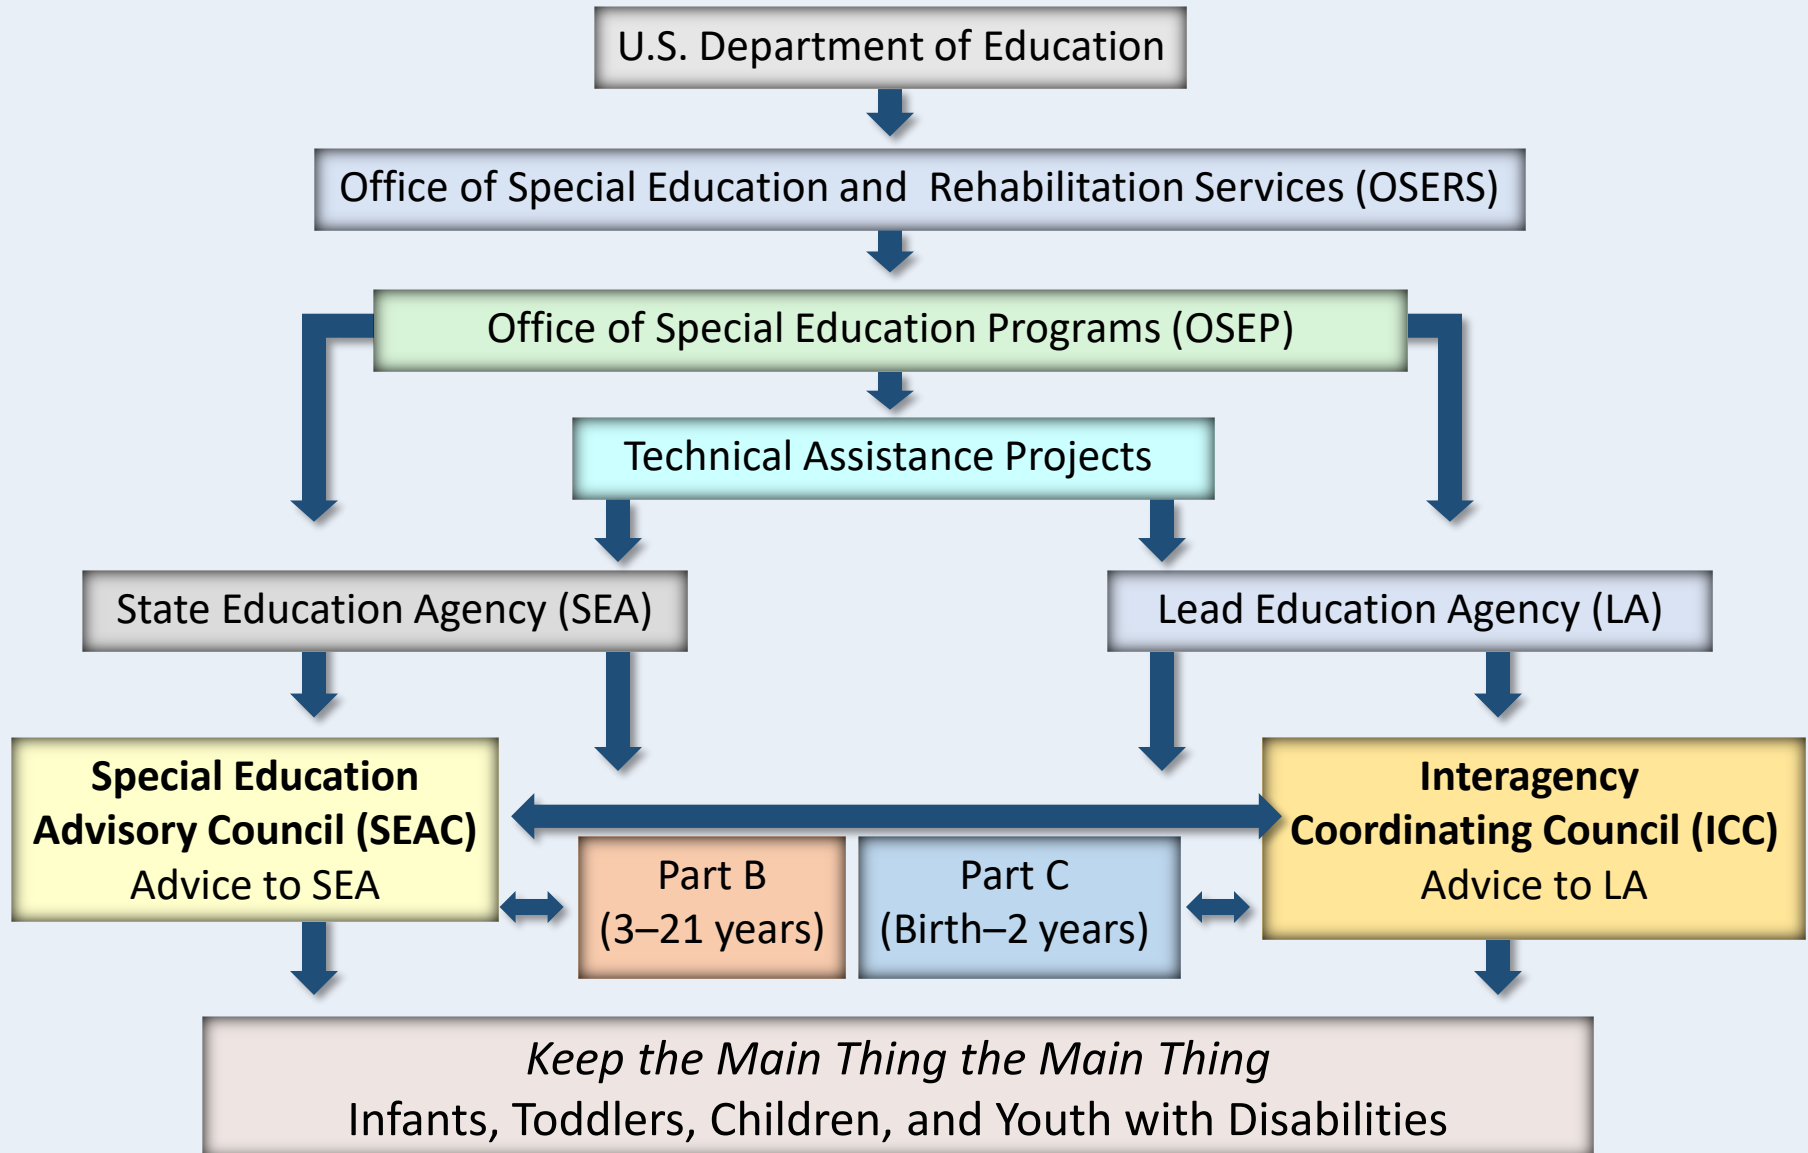 U.S. Department of Education
Office of Special Education and Rehabilitation Services (OSERS)
Office of Special Education Programs (OSEP)
Technical Assistance Projects
State Education Agency (SEA)
Lead Education Agency (LA)
Special Education
Advisory Council (SEAC)
Advice to SEA
Part B
(3–21 years)
Part C
(Birth–2 years)
Interagency
Coordinating Council (ICC)
Advice to LA
Keep the Main Thing the Main Thing
Infants, Toddlers, Children, and Youth with Disabilities